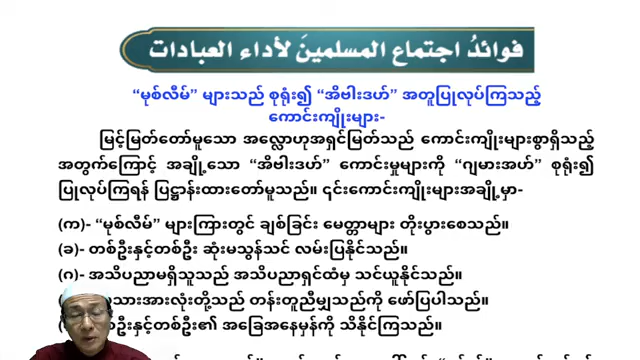 فوائدُ اجتماع المسلمينَ لأداء العبادات
“မုစ်လီမ်” များသည် စုရုံး၍ “အိဗါးဒဟ်” အတူပြုလုပ်ကြသည့်
ကောင်းကျိုးများ-
မြင့်မြတ်တော်မူသော အလ္လောဟုအရှင်မြတ်သည် ကောင်းကျိုးများစွာရှိသည့်
အတွက်ကြောင့် အချို့သော “အိဗါးဒဟ်” ကောင်းမှုများကို “ဂျမားအဟ်” စုရုံး၍
ပြုလုပ်ကြရန် ပြဋ္ဌာန်းထားတော်မူသည်။ ၎င်းကောင်းကျိုးများအချို့မှာ-
(က)- “မုစ်လီမ်” များကြားတွင် ချစ်ခြင်း မေတ္တာများ တိုးပွားစေသည်။
(ခ)- တစ်ဦးနှင့်တစ်ဦး ဆုံးမသွန်သင် လမ်းပြနိုင်သည်။
(ဂ)- အသိပညာမရှိသူသည် အသိပညာရှင်ထံမှ သင်ယူနိုင်သည်။
အားလုံးတို့သည် တန်းတူညီမျှသည်ကို ဖော်ပြပါသည်။
စ်ဦးနှင့်တစ်ဦး၏ အခြေအနေမှန်ကို သိနိုင်ကြသည်။